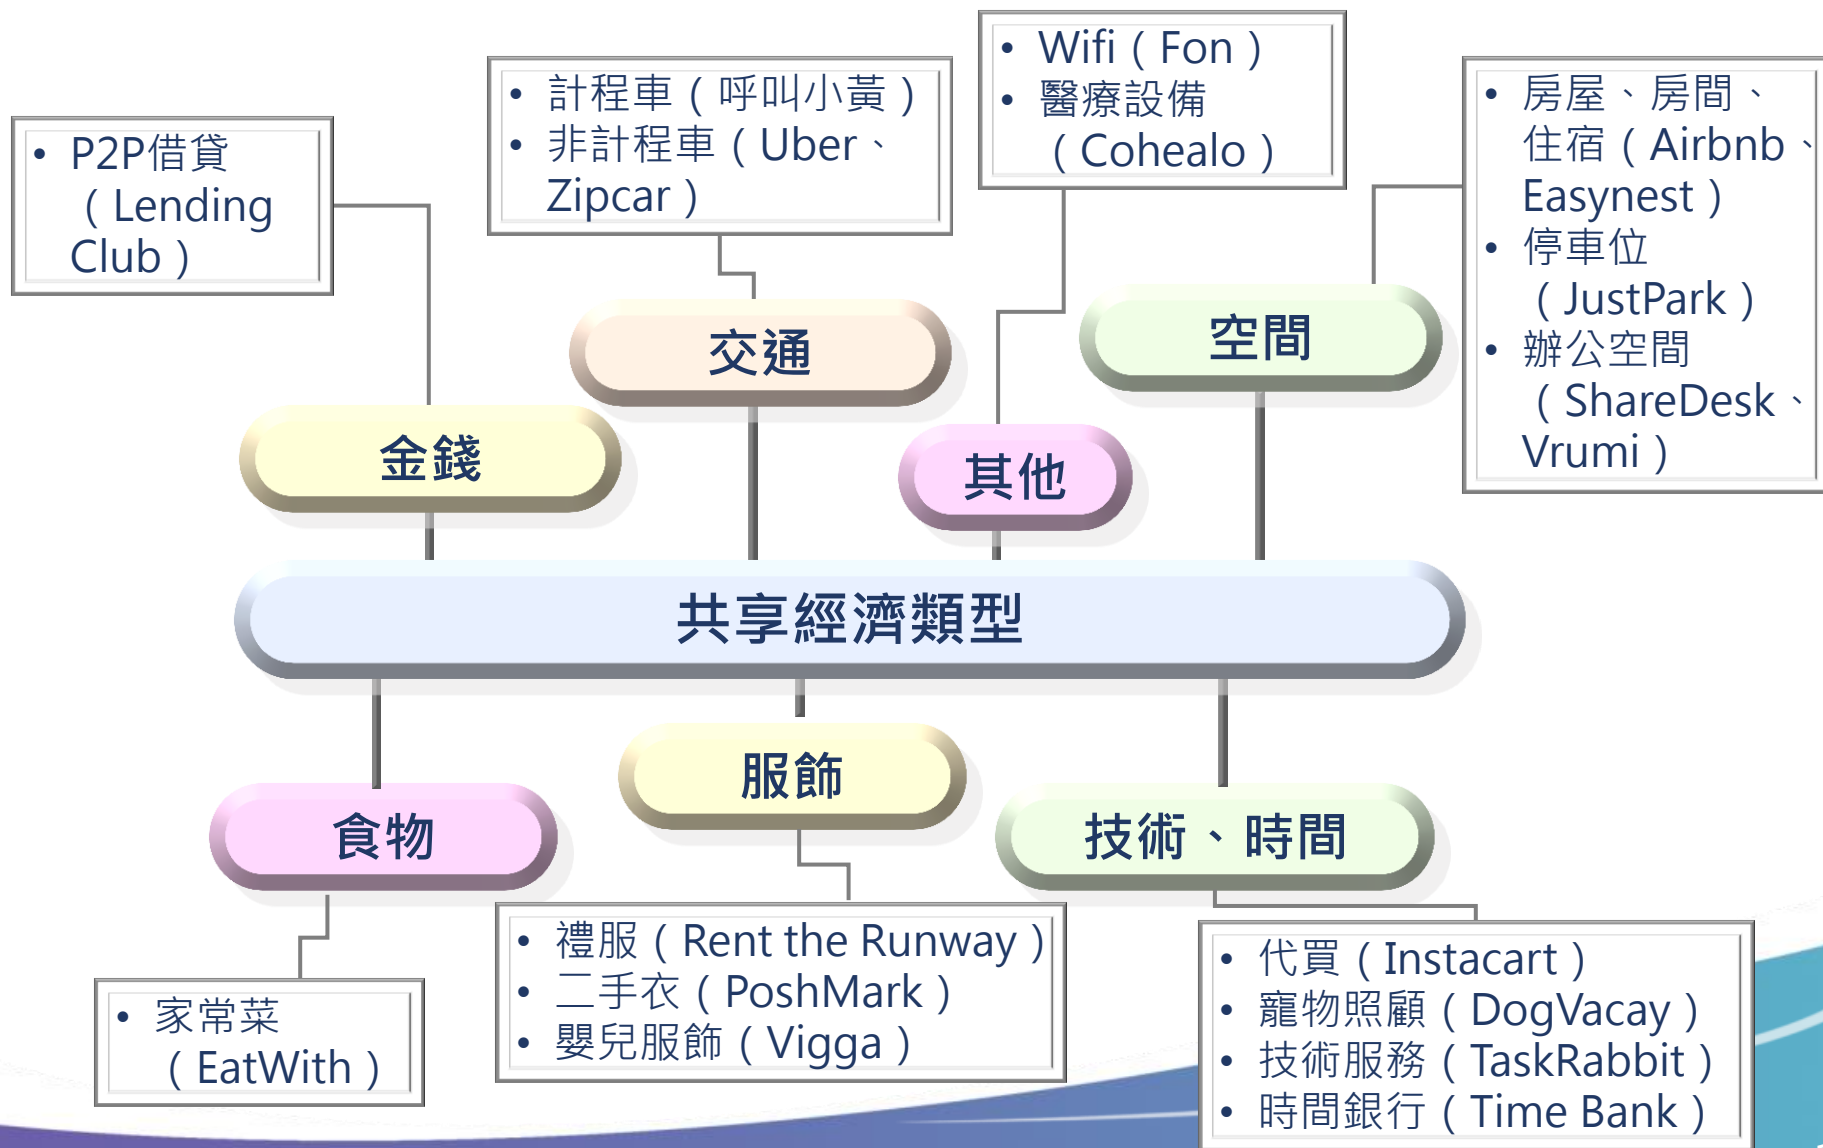 • Wifi（Fon）
• 醫療設備
（Cohealo）
• 計程車（呼叫小黃）
• 非計程車（Uber、
Zipcar）
• 房屋、房間、
住宿（Airbnb、
Easynest）
• 停車位
（JustPark）
• 辦公空間
（ShareDesk、
Vrumi）
• P2P借貸
（Lending
Club）
交通
空間
金錢
其他
共享經濟類型
食物
服飾
技術、時間
• 家常菜
（EatWith）
• 禮服（Rent the Runway）
• 二手衣（PoshMark）
• 嬰兒服飾（Vigga）
• 代買（Instacart）
• 寵物照顧（DogVacay）
• 技術服務（TaskRabbit）
• 時間銀行（Time Bank）